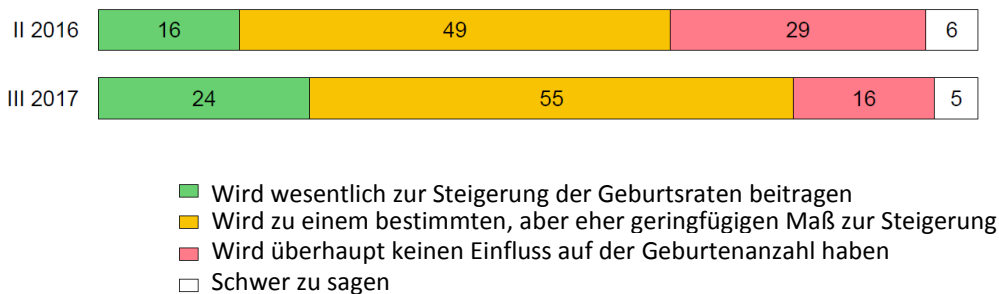 II 2016 16 49 29 6
III 2017 24 55 16 5
Wird wesentlich zur Steigerung der Geburtsraten beitragen
Wird zu einem bestimmten, aber eher geringfügigen Maß zur Steigerung
Wird überhaupt keinen Einfluss auf der Geburtenanzahl haben
Schwer zu sagen